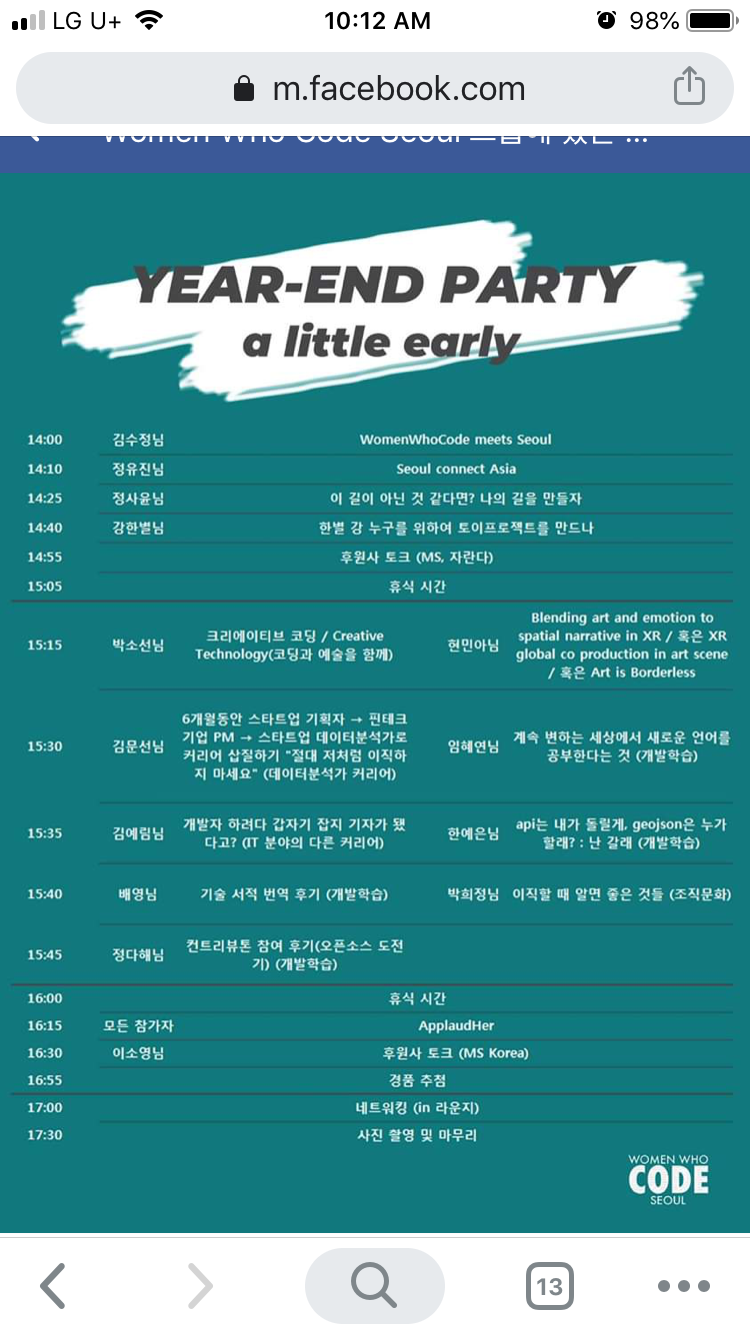 LG U+ 10:12 AM 98%
m.facebook.com
Women Who Code Seoul 그룹에 있는 ...
YEAR-END PARTY
a little early
14:00 김수정님 WomenWhoCode meets Seoul
14:10 정유진님 Seoul connect Asia
14:25 정사윤님 이 길이 아닌 것 같다면? 나의 길을 만들자
14:40 강한별님 한별 강 누구를 위하여 토이프로젝트를 만드나
14:55 후원사 토크 (MS, 자란다)
15:05 휴식 시간
15:15 박소선님
크리에이티브 코딩 / Creative
Technology(코딩과 예술을 함께)
현민아님
Blending art and emotion to
spatial narrative in XR / 혹은 XR
global co production in art scene
/ 혹은 Art is Borderless
15:30 김문선님
6개월동안 스타트업 기획자 → 핀테크
기업 PM → 스타트업 데이터분석가로
커리어 삽질하기 "절대 저처럼 이직하
지 마세요" (데이터분석가 커리어)
임혜연님
계속 변하는 세상에서 새로운 언어를
공부한다는 것 (개발학습)
15:35 김예림님
개발자 하려다 갑자기 잡지 기자가 됐
다고? (IT 분야의 다른 커리어)
한예은님
api는 내가 돌릴게, geojson은 누가
할래? : 난 갈래 (개발학습)
15:40 배영님 기술 서적 번역 후기 (개발학습) 박희정님 이직할 때 알면 좋은 것들 (조직문화)
15:45 정다해님
컨트리뷰톤 참여 후기(오픈소스 도전
기) (개발학습)
16:00 휴식 시간
16:15 모든 참가자 ApplaudHer
16:30 이소영님 후원사 토크 (MS Korea)
16:55 경품 추첨
17:00 네트워킹 (in 라운지)
17:30 사진 촬영 및 마무리
WOMEN WHO
CODE
SEOUL
13